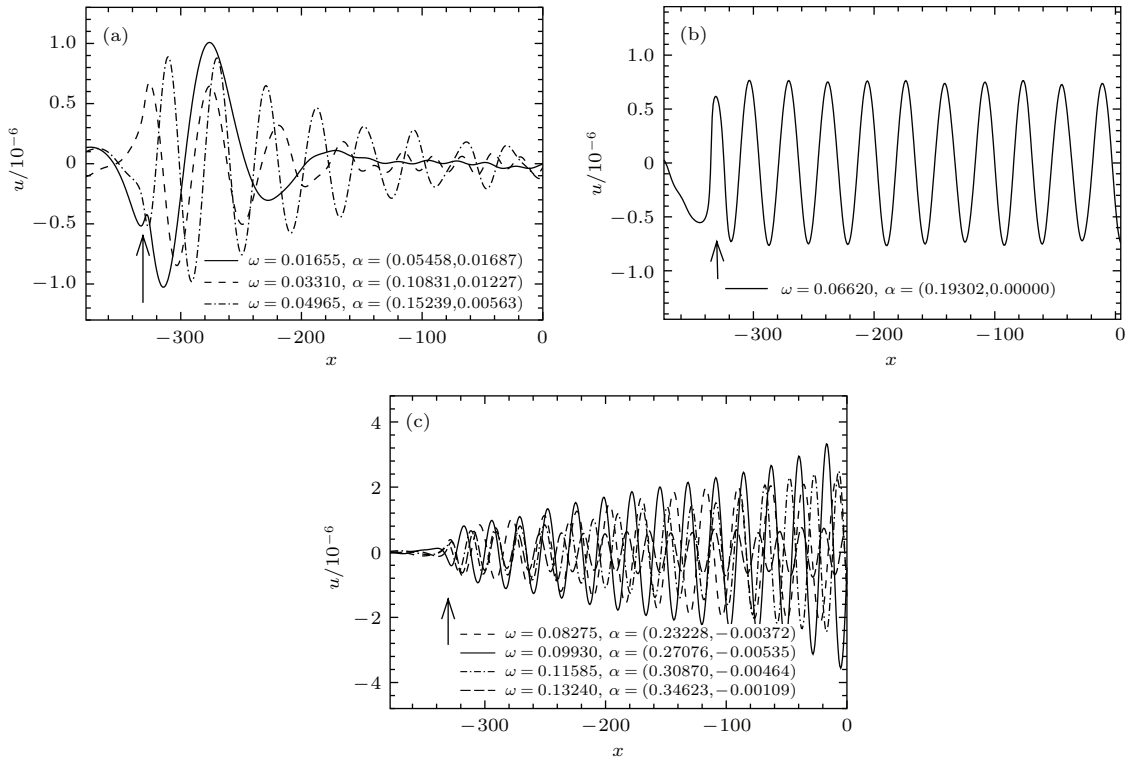 (a)
1.0
0.5
0
−0.5
−1.0
u/10−6
ω = 0.01655, α = (0.05458,0.01687)
ω = 0.03310, α = (0.10831,0.01227)
ω = 0.04965, α = (0.15239,0.00563)
−300
−200
−100
0
x
(b)
1.0
0.5
0
−0.5
−1.0
u/10−6
ω = 0.06620, α = (0.19302,0.00000)
−300
−200
−100
0
x
(c)
4
2
0
−2
−4
u/10−6
ω = 0.08275, α = (0.23228,−0.00372)
ω = 0.09930, α = (0.27076,−0.00535)
ω = 0.11585, α = (0.30870,−0.00464)
ω = 0.13240, α = (0.34623,−0.00109)
−300
−200
−100
0
x